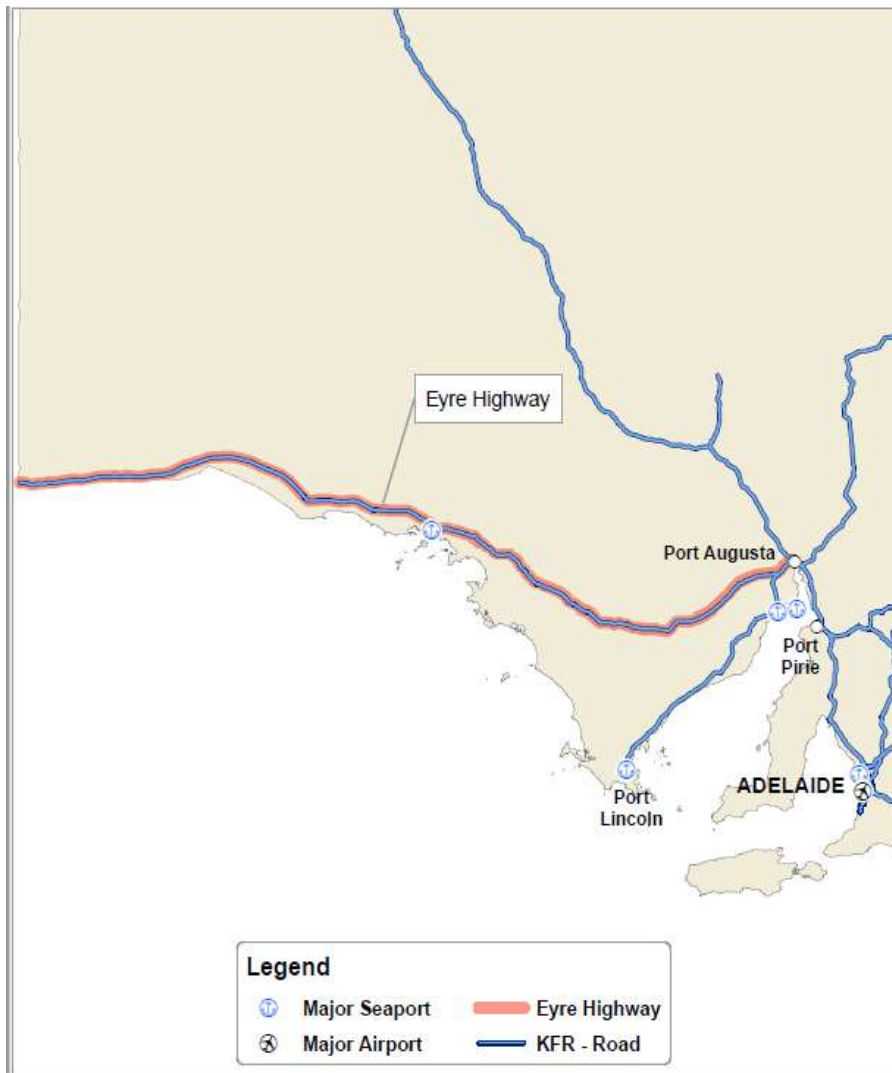 Eyre Highway
Port Augusta
Port
Pirie
ADELAIDE
Port
Lincoln
Legend
Major Seaport
Eyre Highway
Major Airport
KFR - Road